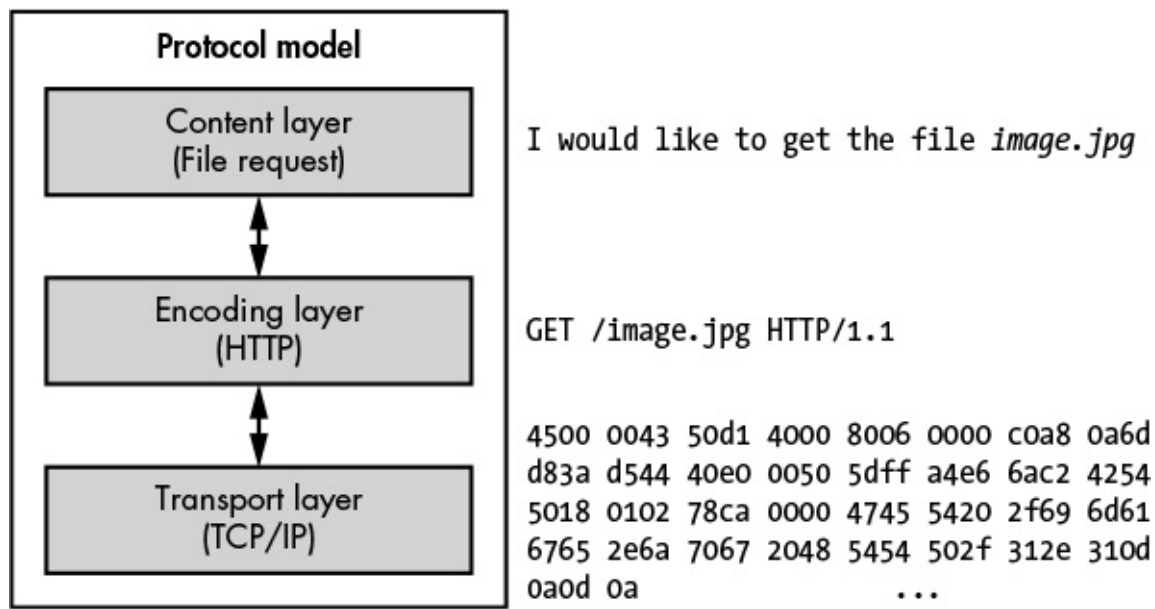 Protocol model
Content layer
(File request)
I would like to get the file image.jpg
Encoding layer
(HTTP)
GET /image.jpg HTTP/1.1
Transport layer
(TCP/IP)
4500 0043 50d1 4000 8006 0000 c0a8 0a6d
d83a d544 40e0 0050 5dff a4e6 6ac2 4254
5018 0102 78ca 0000 4745 5420 2f69 6d61
6765 2e6a 7067 2048 5454 502f 312e 310d
0a0d 0a ...